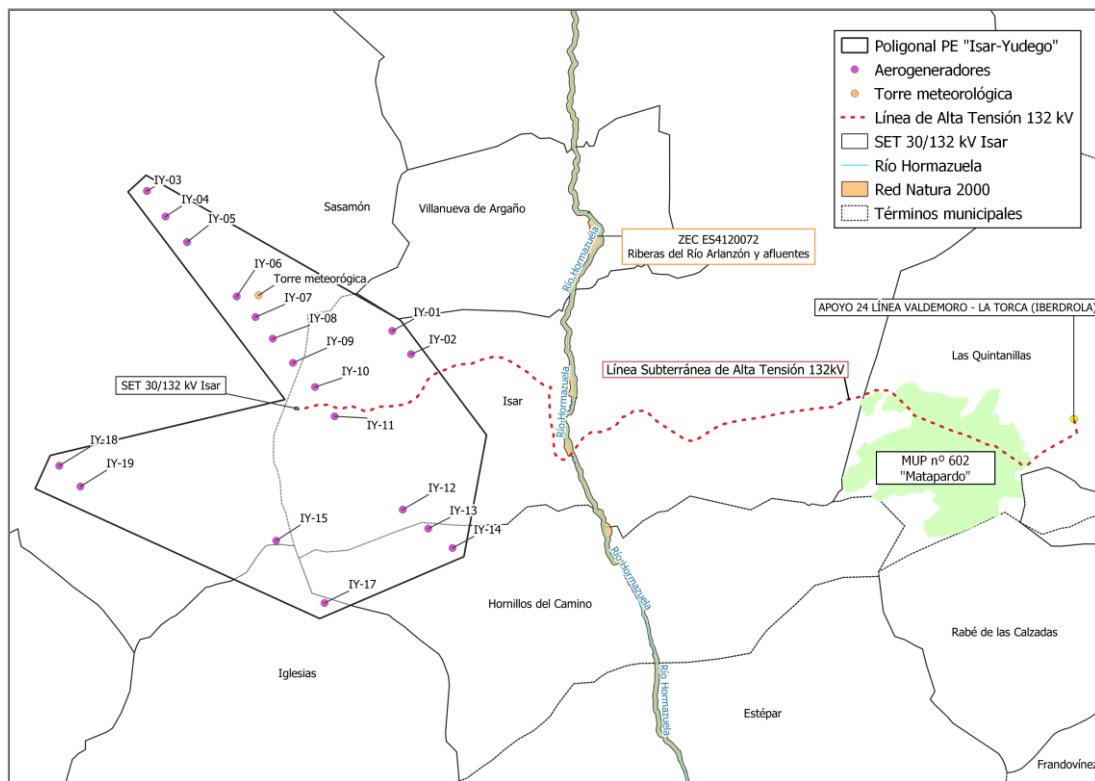 Poligonal PE "Isar-Yudego"
Aerogeneradores
Torre meteorológica
Línea de Alta Tensión 132 kV
SET 30/132 kV Isar
Río Hormazuela
Red Natura 2000
Términos municipales
IY-03
IY-04
IY-05
Sasamón
Villanueva de Argaño
Río Hormazuela
ZEC ES4120072
Riberas del Río Arlanzón y afluentes
IY-06
Torre meteorógica
IY-07
IY-08
IY-09
IY-10
IY-01
IY-02
APOYO 24 LÍNEA VALDEMORO - LA TORCA (IBERDROLA)
Las Quintanillas
SET 30/132 kV Isar
Línea Subterránea de Alta Tensión 132kV
Isar
Río Hormazuela
IY-11
IY-18
IY-19
MUP nº 602
"Matapardo"
IY-12
IY-13
IY-14
IY-15
IY-17
Río Hormazuela
Hornillos del Camino
Rabé de las Calzadas
Iglesias
Río Hormazuela
Estépar
Frandovínez